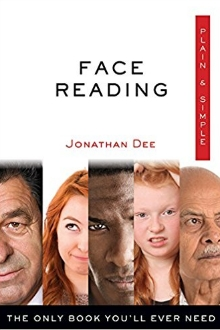 PLAIN & SIMPLE
FACE
READING
JONATHAN DEE
THE ONLY BOOK YOU'LL EVER NEED